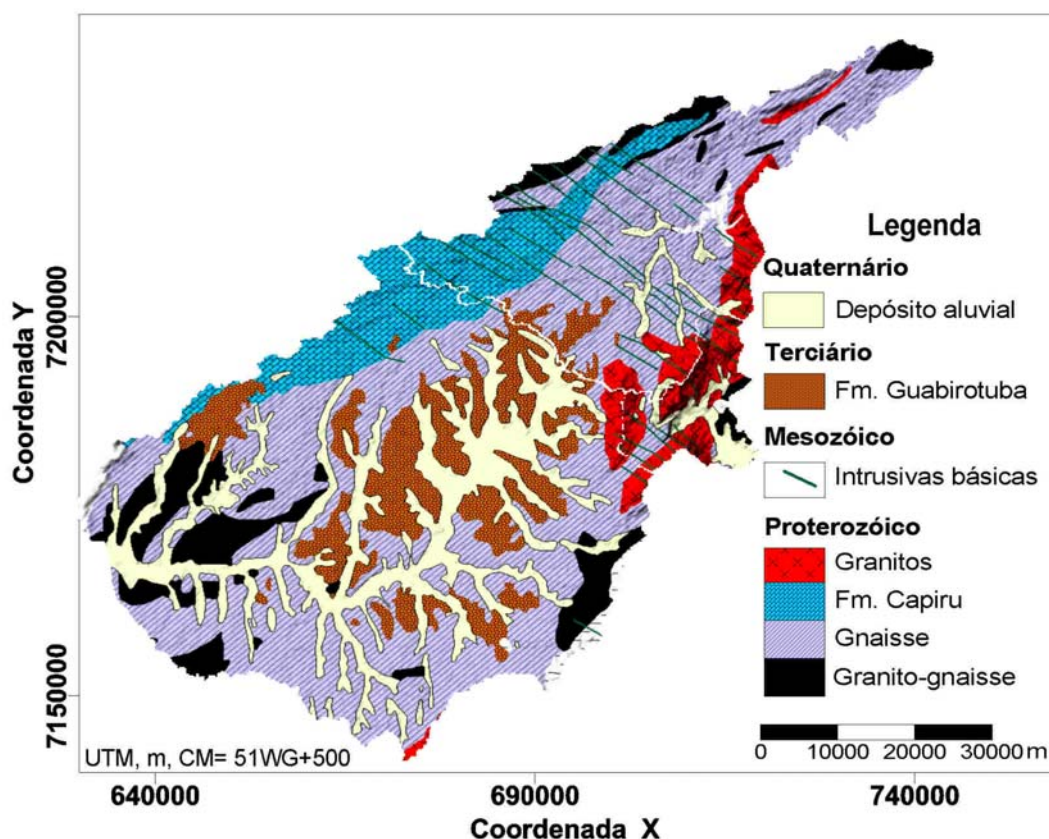 Coordenada Y
7200000
7150000
UTM, m, CM= 51WG+500
640000
690000
740000
Coordenada X
Legenda
Quaternário
Depósito aluvial
Terciário
Fm. Guabirotuba
Mesozóico
Intrusivas básicas
Proterozóico
Granitos
Fm. Capiru
Gnaisse
Granito-gnaisse
0 10000 30000 m